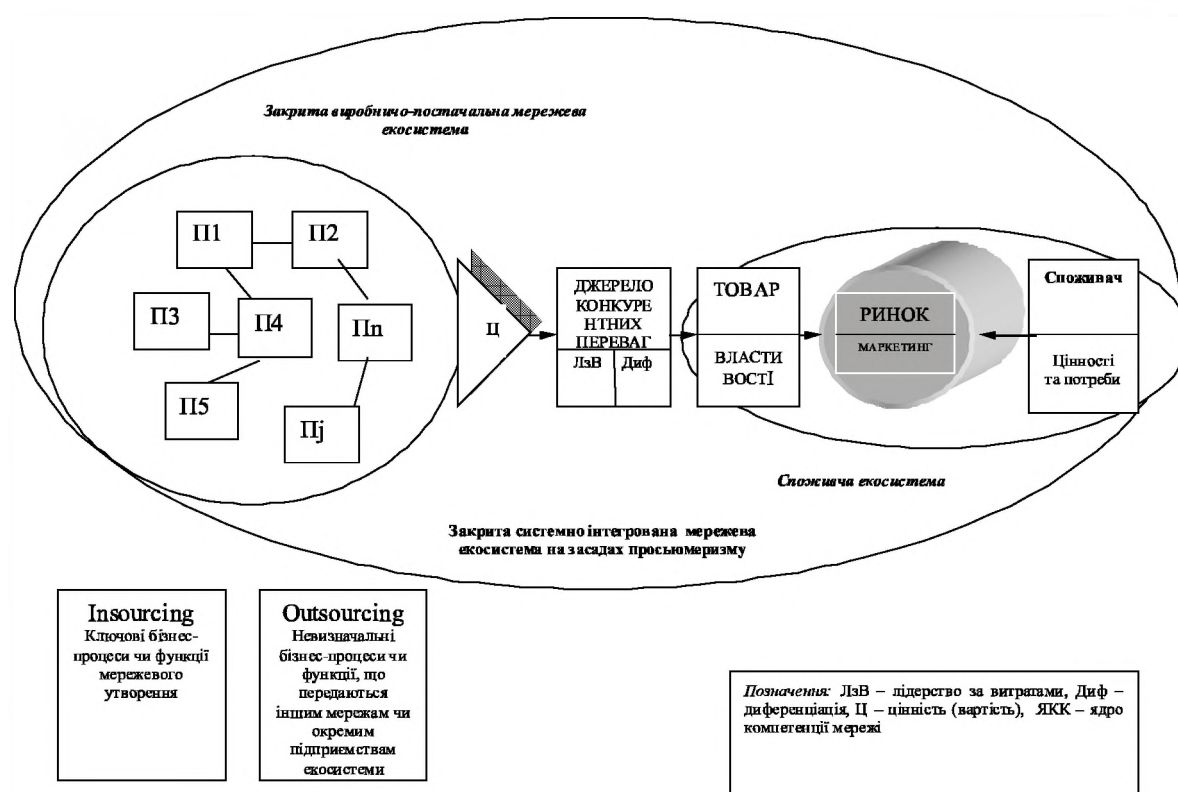 Закрита виробничо-постачальна мережева
екосистема
П1
П2
П3
П4
Пn
П5
Пj
Ц
ДЖЕРЕЛО
КОНКУРЕ
НТНИХ
ПЕРЕВАГ
ЛзВ
Диф
ТОВАР
ВЛАСТИ
ВОСТІ
РИНОК
МАРКЕТИНГ
Споживач
Цінності
та потреби
Споживча екосистема
Закрита системно інтегрована мережева
екосистема на засадах просьюмеризму
Insourcing
Ключові бізнес-
процеси чи функції
мережевого
утворення
Outsourcing
Невизначальні
бізнес-процеси чи
функції, що
передаються
іншим мережам чи
окремим
підприємствам
екосистеми
Позначення: ЛзВ – лідерство за витратами, Диф –
диференціація, Ц – цінність (вартість), ЯКК – ядро
компетенції мережі